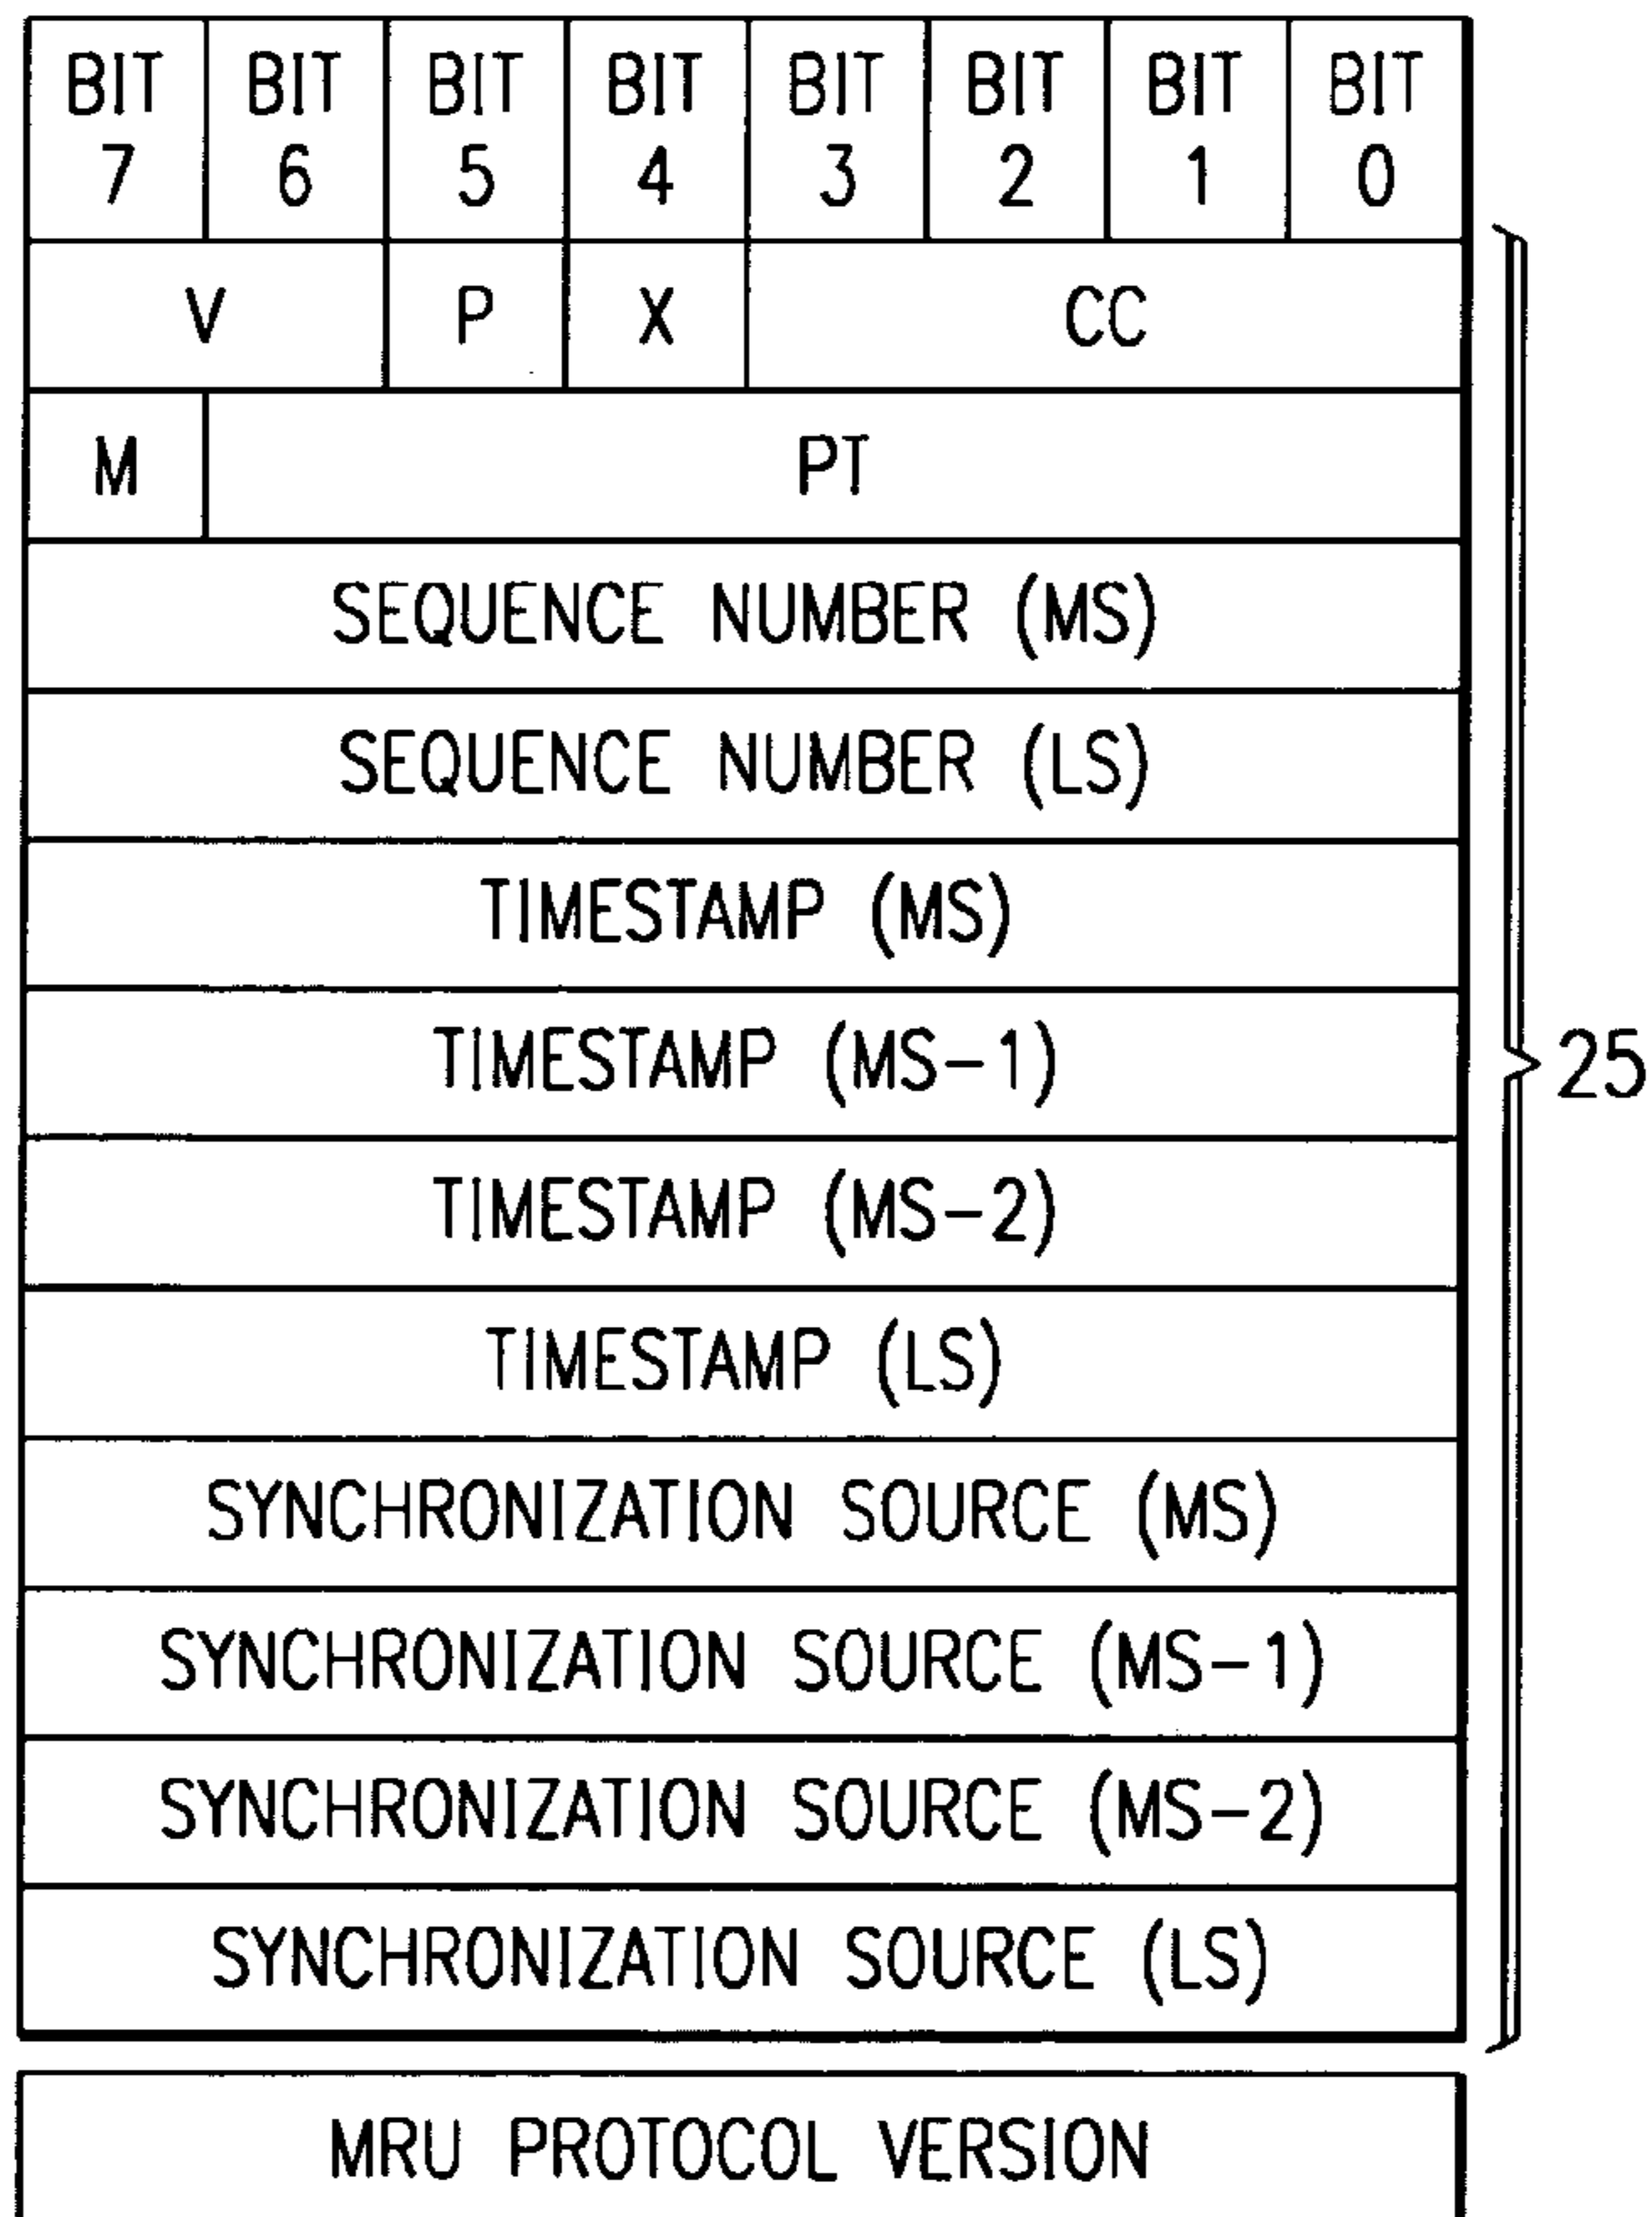 BIT BIT BIT BIT BIT BIT BIT BIT
7 6 5 4 3 2 1 0
V P X CC
M PT
SEQUENCE NUMBER (MS)
SEQUENCE NUMBER (LS)
TIMESTAMP (MS)
TIMESTAMP (MS-1)
25
TIMESTAMP (MS-2)
TIMESTAMP (LS)
SYNCHRONIZATION SOURCE (MS)
SYNCHRONIZATION SOURCE (MS-1)
SYNCHRONIZATION SOURCE (MS-2)
SYNCHRONIZATION SOURCE (LS)
MRU PROTOCOL VERSION